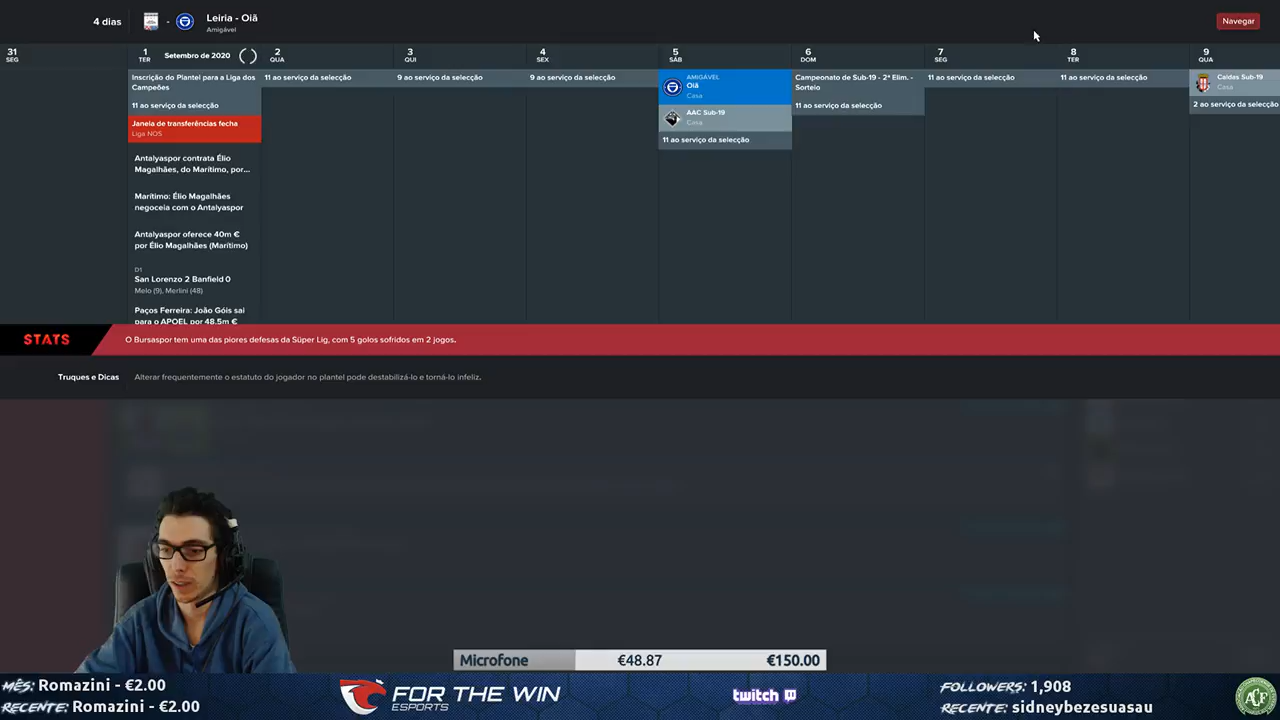 4 dias
Leiria - Oiã
Amigável
Navegar
31
SEG
1
TER
Setembro de 2020
2
QUA
3
QUI
4
SEX
5
SÁB
6
DOM
7
SEG
8
TER
9
QUA
Inscrição do Plantel para a Liga dos
Campeões
11 ao serviço da selecção
Janeia de transferências fecha
Liga NOS
Antalyaspor contrata Élio
Magalhães, do Marítimo, por...
Marítimo: Élio Magalhães
negoceia com o Antalyaspor
Antalyaspor oferece 40m €
por Élio Magalhães (Marítimo)
D1
San Lorenzo 2 Banfield 0
Melo (9), Merlini (48)
Paços Ferreira: João Góis sai
para o APOEL por 48.5m €
11 ao serviço da selecção
9 ao serviço da selecção
9 ao serviço da selecção
AMIGÁVEL
Oiã
Casa
AAC Sub-19
Casa
11 ao serviço da selecção
Campeonato de Sub-19 - 2ª Elim. -
Sorteio
11 ao serviço da selecção
11 ao serviço da selecção
11 ao serviço da selecção
Caldas Sub-19
Casa
2 ao serviço da selecção
STATS
O Bursaspor tem uma das piores defesas da Süper Lig, com 5 golos sofridos em 2 jogos.
Truques e Dicas
Alterar frequentemente o estatuto do jogador no plantel pode destabilizá-lo e torná-lo infeliz.
Microfone €48.87 €150.00
MÊS: Romazini - €2.00
RECENTE: Romazini - €2.00
FOR THE WIN
ESPORTS
twitch
FOLLOWERS: 1,908
RECENTE: sidneybezesuasau
ACF